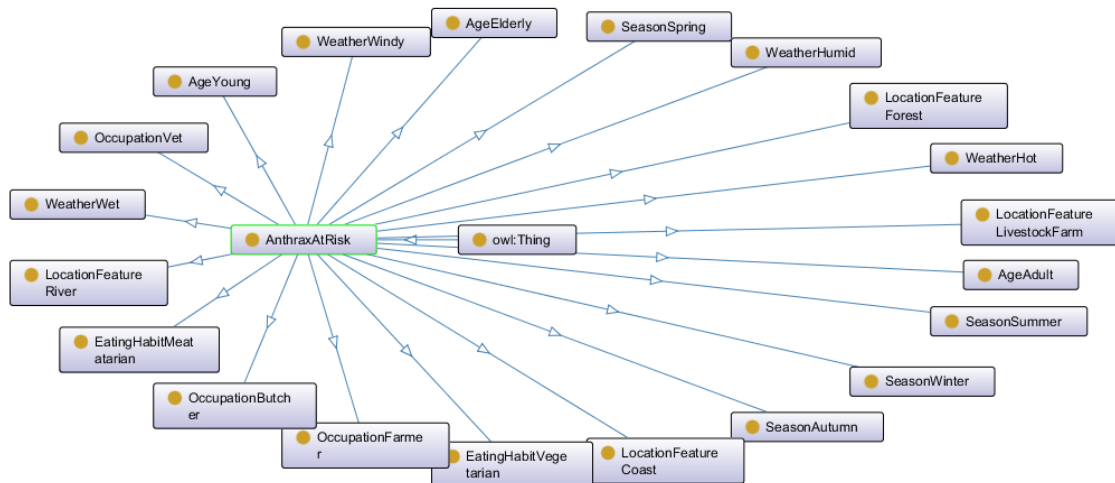 AgeElderly
SeasonSpring
WeatherWindy
WeatherHumid
AgeYoung
LocationFeature
Forest
OccupationVet
WeatherHot
WeatherWet
LocationFeature
LivestockFarm
AnthraxAtRisk
owl:Thing
LocationFeature
River
AgeAdult
SeasonSummer
EatingHabitMeat
atarian
SeasonWinter
OccupationButch
er
SeasonAutumn
OccupationFarme
r
EatingHabitVege
tarian
LocationFeature
Coast